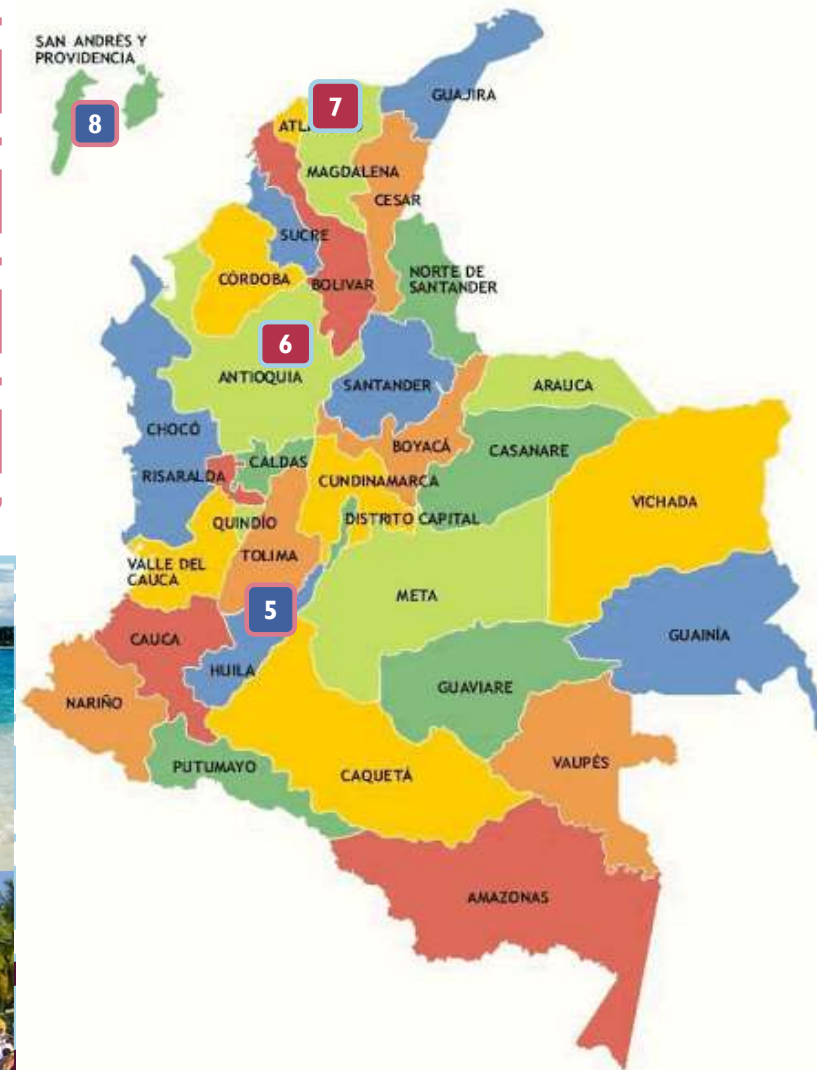 SAN ANDRÉS Y
PROVIDENCIA
8
7
GUAJIRA
MAGDALENA
CESAR
SUCRE
CÓRDOBA
BOLIVAR
NORTE DE
SANTANDER
6
ANTIOQUIA
SANTANDER
ARAUCA
CHOCÓ
BOYACÁ
CASANARE
RISARALDA
CALDAS
CUNDINAMARCA
VICHADA
QUINDÍO
DISTRITO CAPITAL
TOLIMA
VALLE DEL
CAUCA
META
5
CAUCA
GUAINÍA
HUILA
GUAVIARE
NARIÑO
PUTUMAYO
CAQUETÁ
VAUPÉS
AMAZONAS